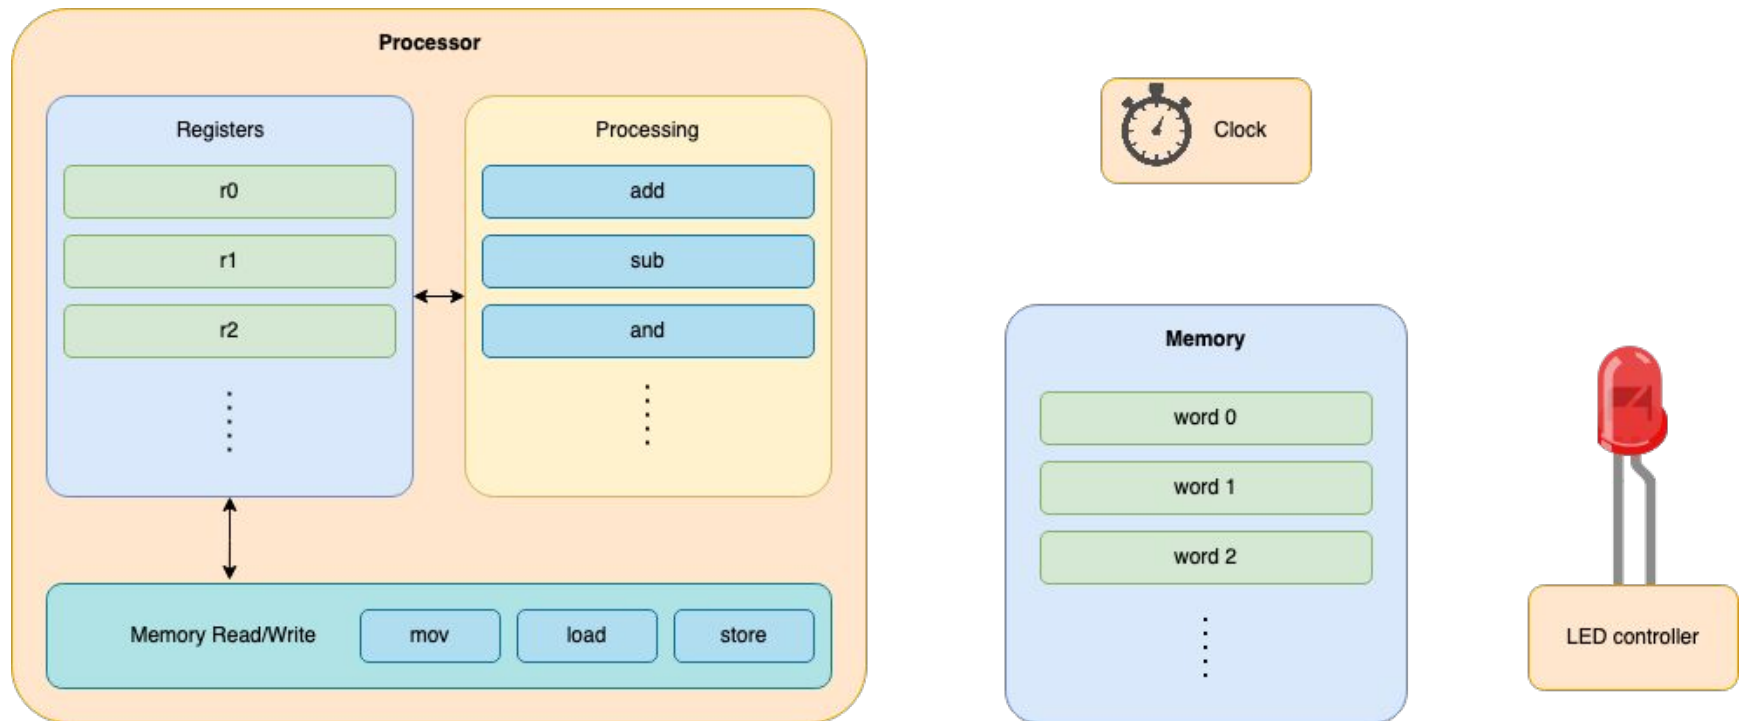 Processor
Registers
r0
r1
r2
Processing
add
sub
and
Memory Read/Write
mov
load
store
Clock
Memory
word 0
word 1
word 2
LED controller